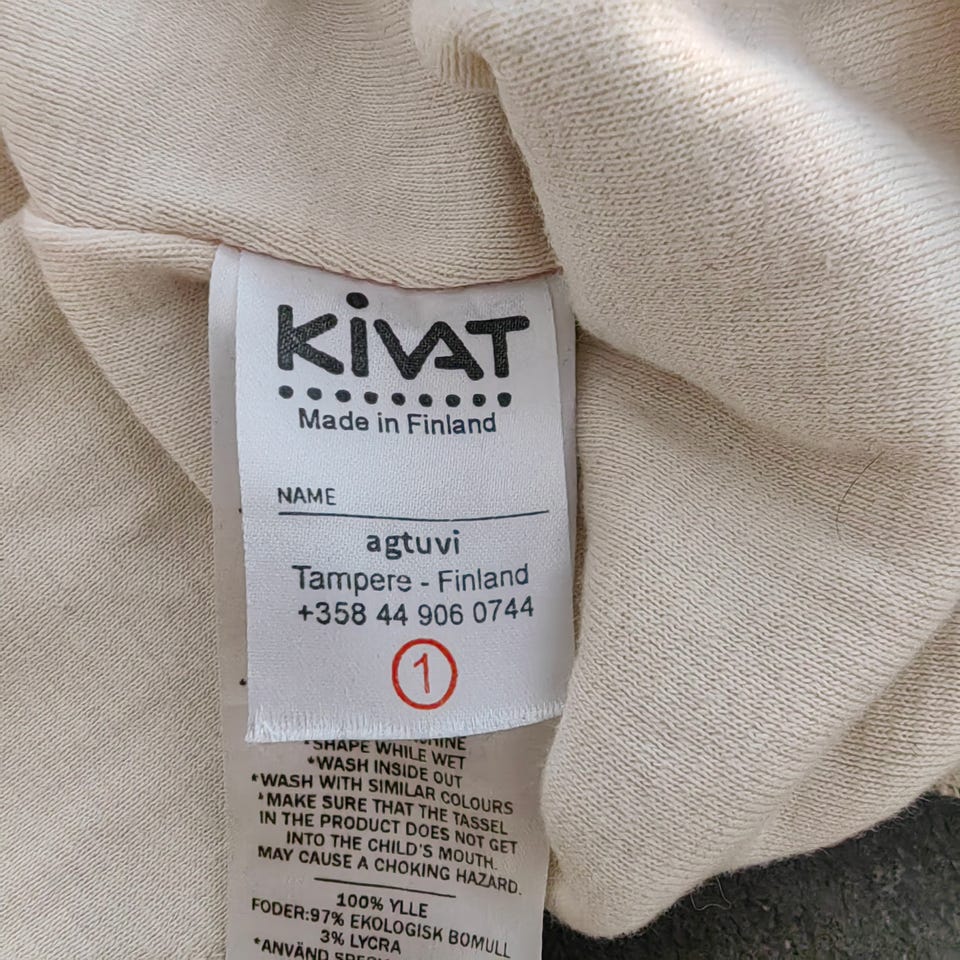 KIVAT
Made in Finland
NAME
agtuvi
Tampere - Finland
+358 44 906 0744
1
*SHAPE WHILE WET
*WASH INSIDE OUT
*WASH WITH SIMILAR COLOURS
*MAKE SURE THAT THE TASSEL
IN THE PRODUCT DOES NOT GET
INTO THE CHILD'S MOUTH.
MAY CAUSE A CHOKING HAZARD.
100% YLLE
FODER:97% EKOLOGISK BOMULL
3% LYCRA
*ANVÄND